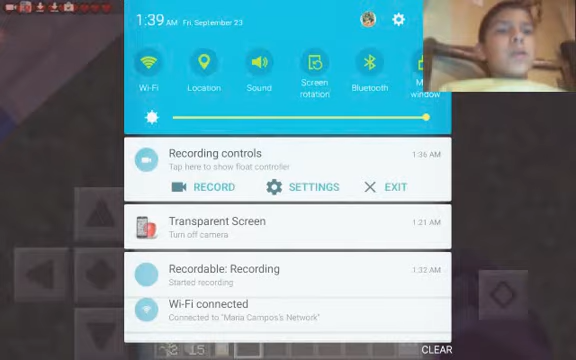 1:39 AM Fri, September 23
Wi-Fi
Location
Sound
Screen
rotation
Bluetooth
window
Recording controls
1:36 AM
Tap here to show float controller
RECORD
SETTINGS
EXIT
Transparent Screen
1:21 AM
Turn off camera
Recordable: Recording
1:32 AM
Started recording
Wi-Fi connected
Connected to "Maria Campos's Network"
CLEAR
15